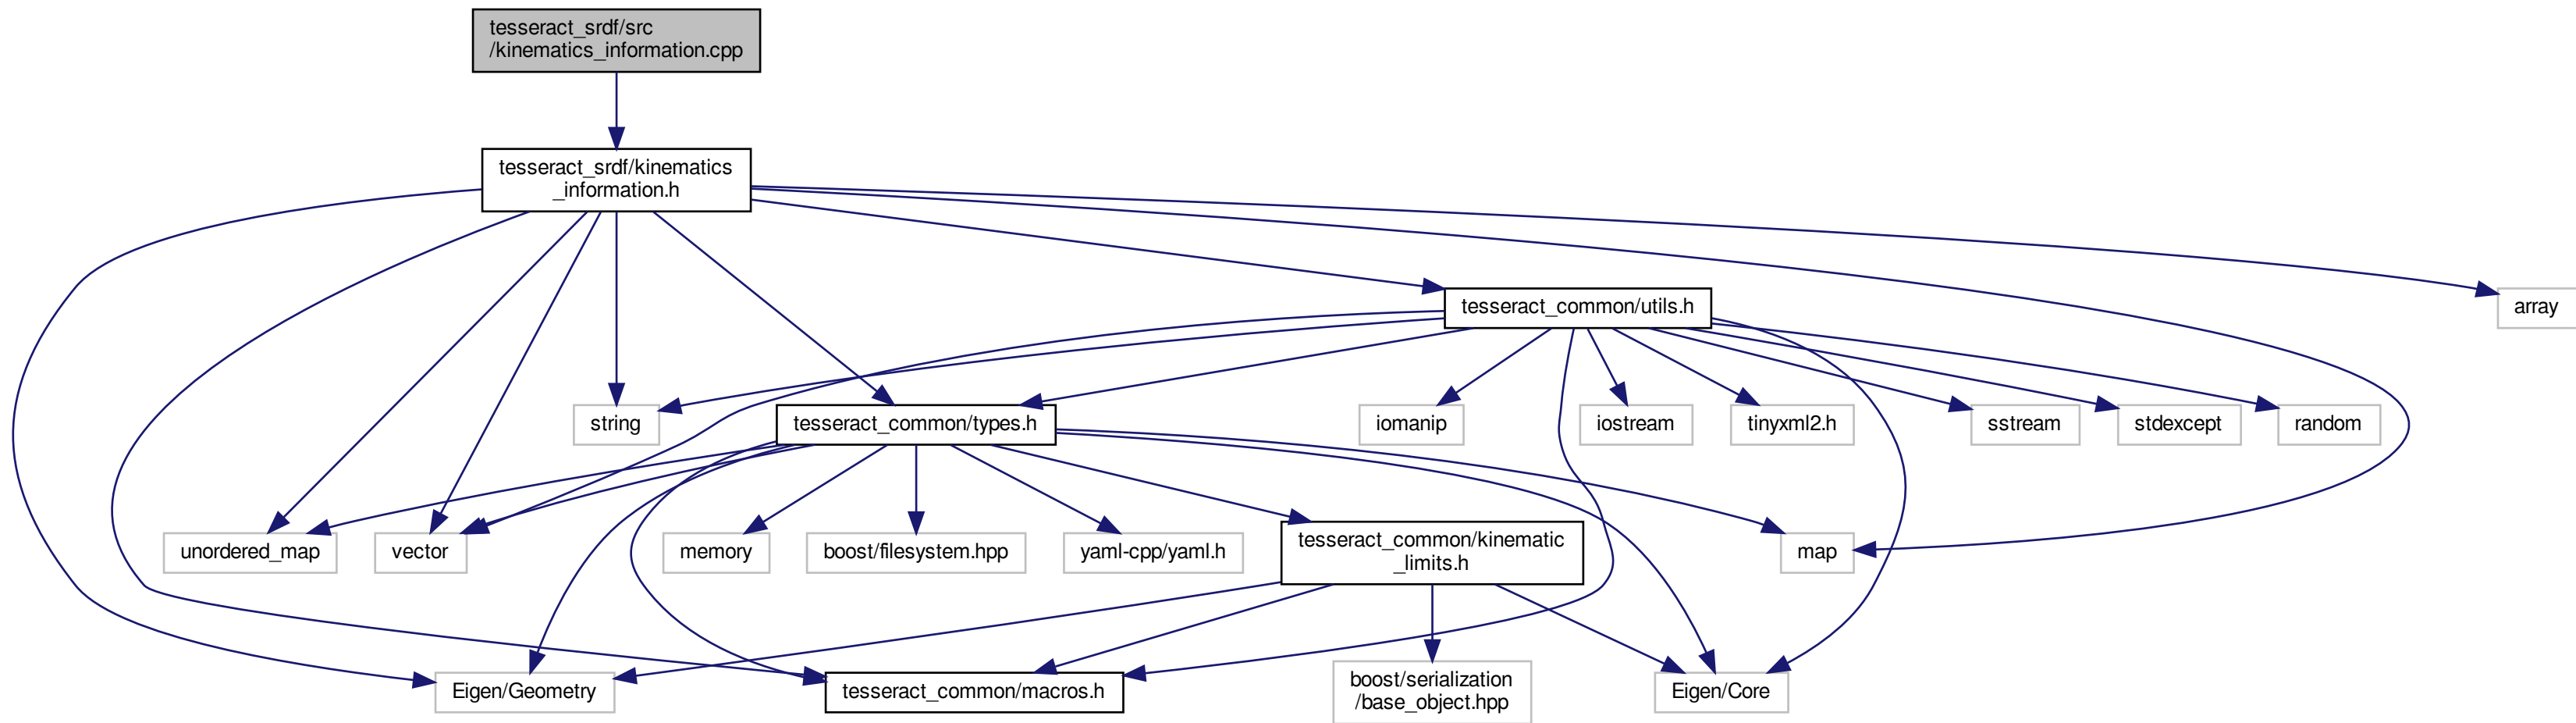 tesseract_srdf/src
/kinematics_information.cpp
tesseract_srdf/kinematics
_information.h
tesseract_common/utils.h
array
string
tesseract_common/types.h
iomanip
iostream
tinyxml2.h
sstream
stdexcept
random
unordered_map
vector
memory
boost/filesystem.hpp
yaml-cpp/yaml.h
tesseract_common/kinematic
_limits.h
map
Eigen/Geometry
tesseract_common/macros.h
boost/serialization
/base_object.hpp
Eigen/Core